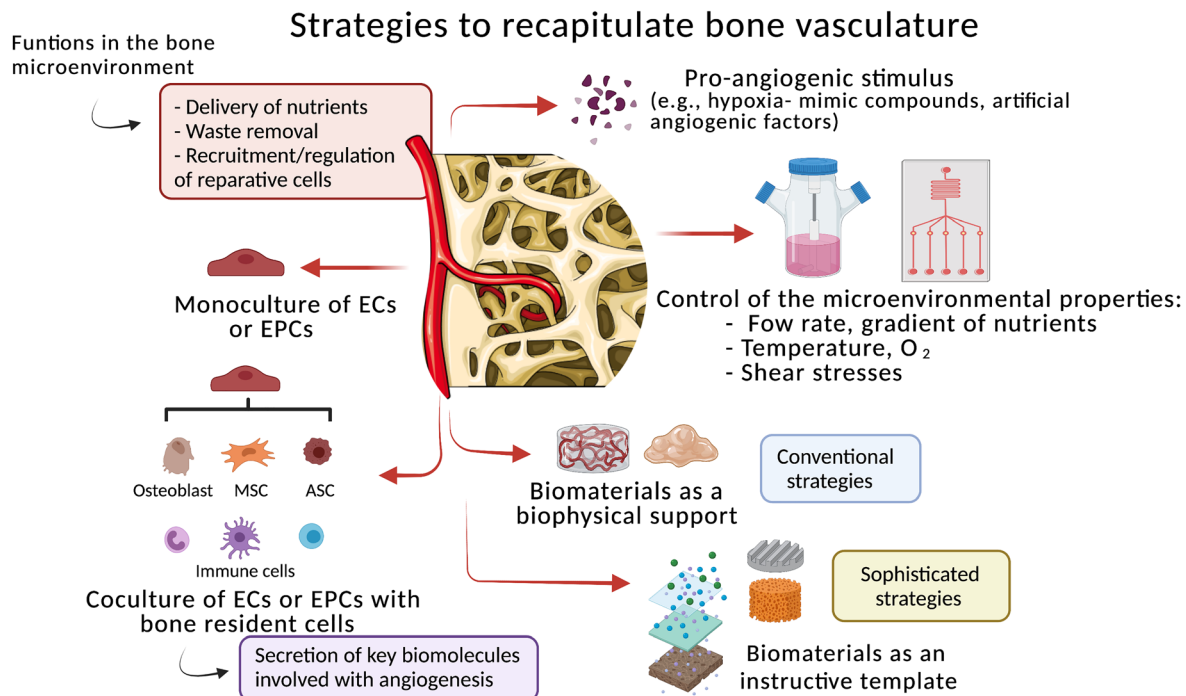 Strategies to recapitulate bone vasculature
Funtions in the bone
microenvironment
- Delivery of nutrients
- Waste removal
- Recruitment/regulation
of reparative cells
Pro-angiogenic stimulus
(e.g., hypoxia- mimic compounds, artificial
angiogenic factors)
Monoculture of ECs
or EPCs
Control of the microenvironmental properties:
- Fow rate, gradient of nutrients
- Temperature, O₂
- Shear stresses
Osteoblast MSC ASC
Immune cells
Coculture of ECs or EPCs with
bone resident cells
Secretion of key biomolecules
involved with angiogenesis
Biomaterials as a
biophysical support
Conventional
strategies
Sophisticated
strategies
Biomaterials as an
instructive template